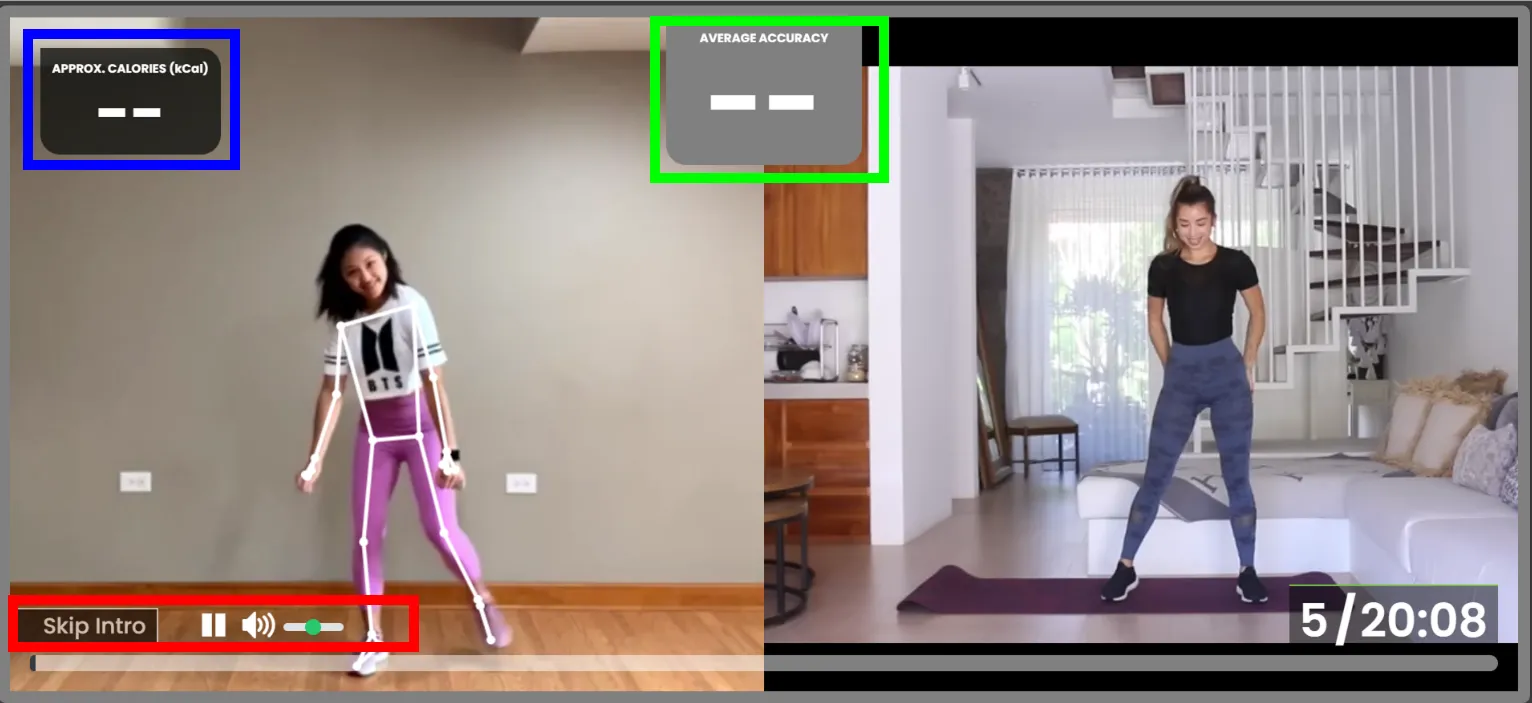 AVERAGE ACCURACY
APPROX. CALORIES (kCal)
-- --
BTS
Skip Intro
5/20:08